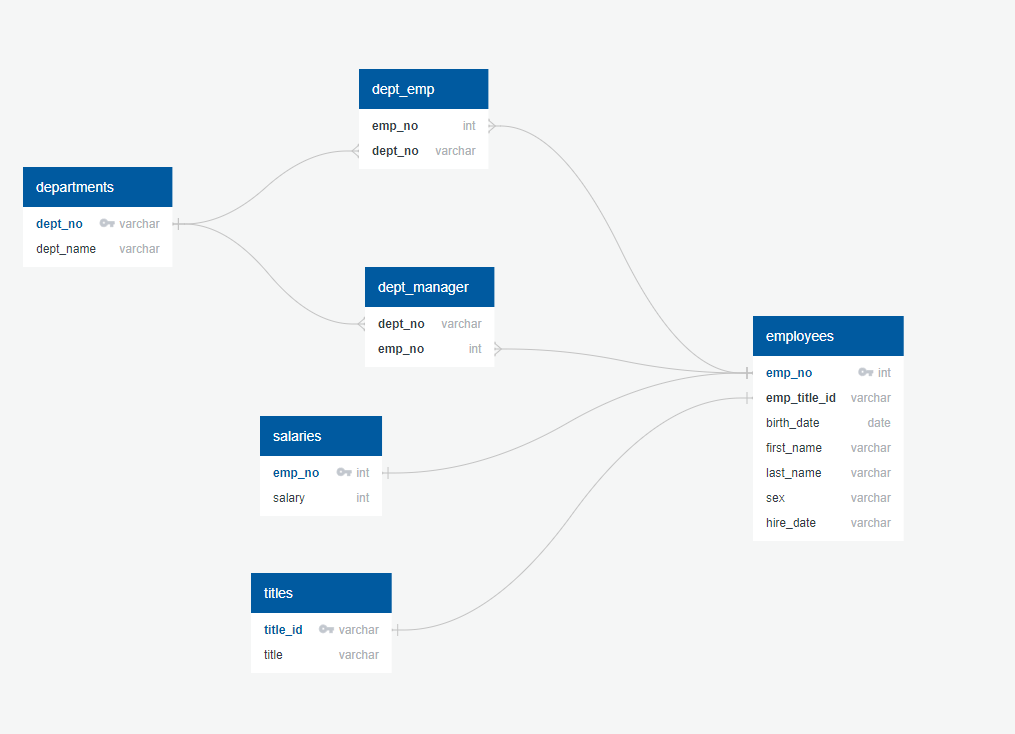 dept_emp
emp_no int
dept_no varchar
departments
dept_no varchar
dept_name varchar
dept_manager
dept_no varchar
emp_no int
employees
emp_no int
emp_title_id varchar
birth_date date
first_name varchar
last_name varchar
sex varchar
hire_date varchar
salaries
emp_no int
salary int
titles
title_id varchar
title varchar